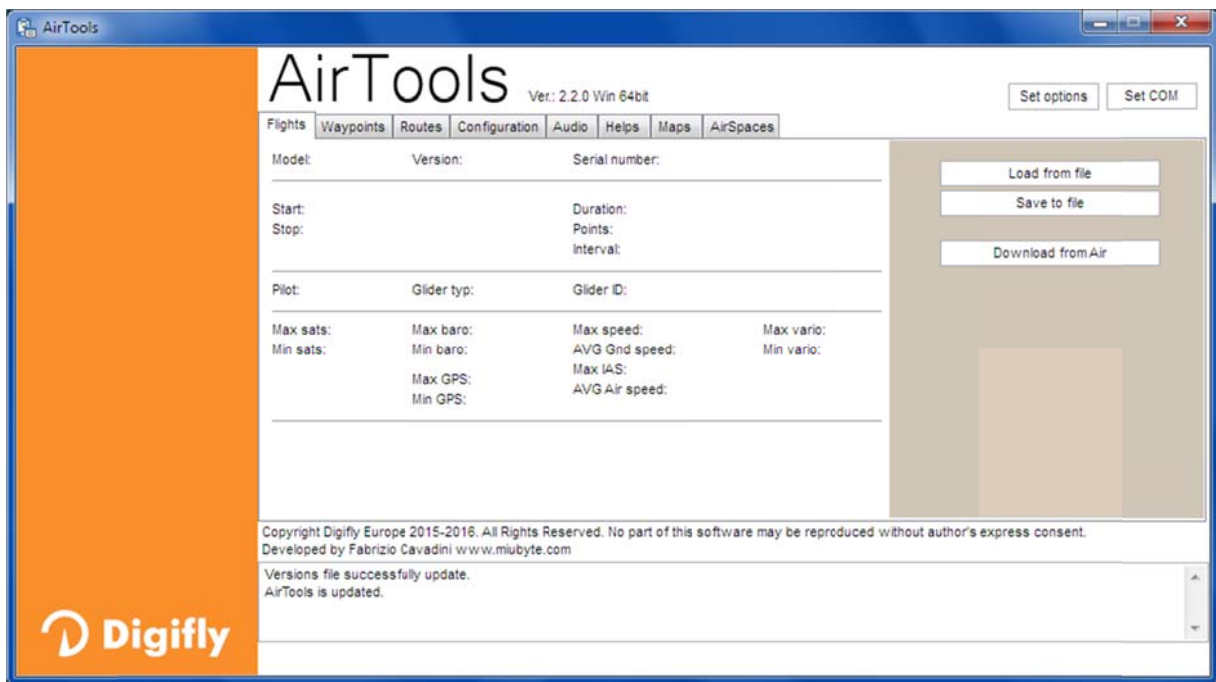 AirTools
AirTools Ver.: 2.2.0 Win 64bit
Set options Set COM
Flights Waypoints Routes Configuration Audio Helps Maps AirSpaces
Model: Version: Serial number:
Start: Duration:
Stop: Points:
Interval:
Pilot: Glider typ: Glider ID:
Max sats: Max baro: Max speed: Max vario:
Min sats: Min baro: AVG Gnd speed: Min vario:
Max GPS: Max IAS:
Min GPS: AVG Air speed:
Load from file
Save to file
Download from Air
Copyright Digifly Europe 2015-2016. All Rights Reserved. No part of this software may be reproduced without author's express consent.
Developed by Fabrizio Cavadini www.miubyte.com
Versions file successfully update.
AirTools is updated.
Digifly